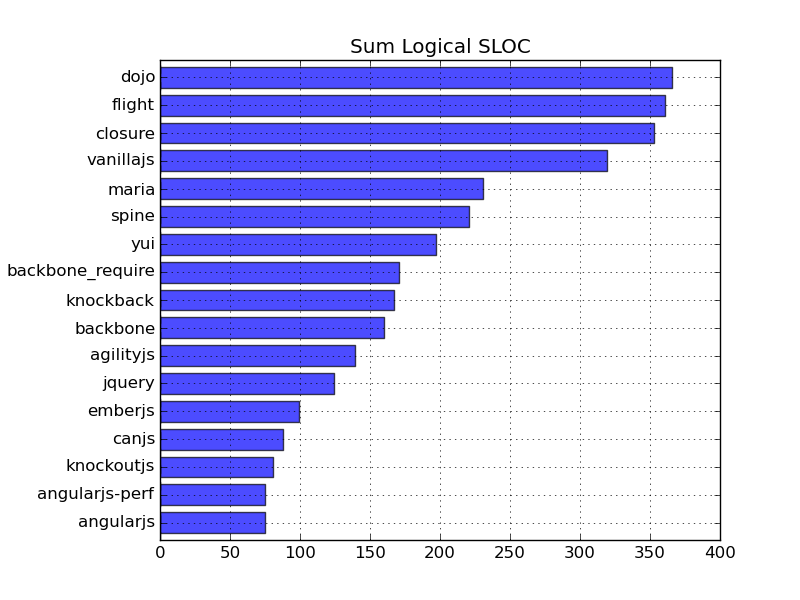 Sum Logical SLOC
dojo
flight
closure
vanillajs
maria
spine
yui
backbone_require
knockback
backbone
agilityjs
jquery
emberjs
canjs
knockoutjs
angularjs-perf
angularjs
0 50 100 150 200 250 300 350 400